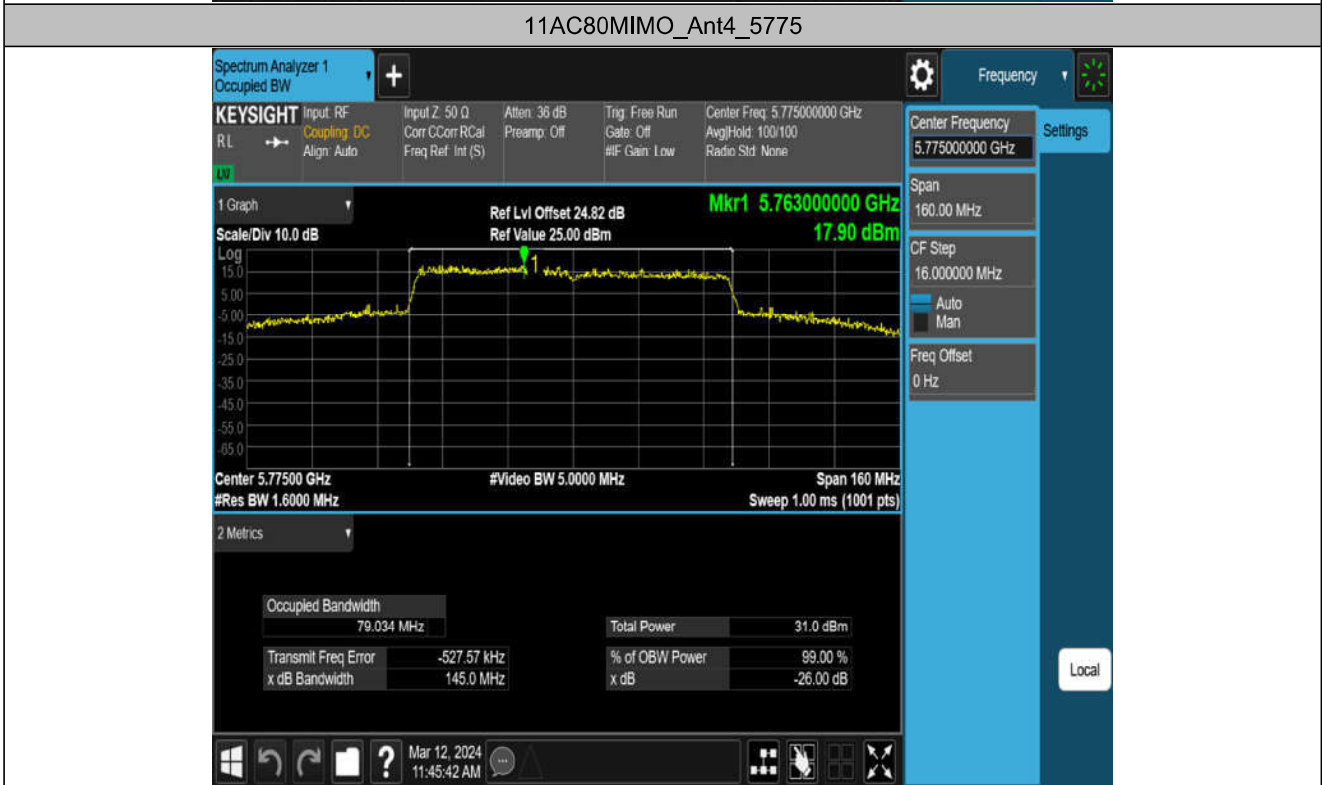 11AC80MIMO_Ant4_5775
Spectrum Analyzer 1
Occupied BW
Frequency
KEYSIGHT
RL
LXI
Input: RF
Coupling: DC
Align: Auto
Input Z: 50 Ω
Corr CCorr RCal
Freq Ref: Int (S)
Atten: 36 dB
Preamp: Off
Trig: Free Run
Gate: Off
#IF Gain: Low
Center Freq: 5.775000000 GHz
Avg|Hold: 100/100
Radio Std: None
Center Frequency
5.775000000 GHz
Settings
Span
160.00 MHz
CF Step
16.000000 MHz
Auto
Man
Freq Offset
0 Hz
Local
1 Graph
Scale/Div 10.0 dB
Ref Lvl Offset 24.82 dB
Ref Value 25.00 dBm
Mkr1 5.763000000 GHz
17.90 dBm
Log
15.0
5.00
-5.00
-15.0
-25.0
-35.0
-45.0
-55.0
-65.0
1
Center 5.77500 GHz
#Res BW 1.6000 MHz
#Video BW 5.0000 MHz
Span 160 MHz
Sweep 1.00 ms (1001 pts)
2 Metrics
Occupied Bandwidth
79.034 MHz
Total Power 31.0 dBm
Transmit Freq Error -527.57 kHz
% of OBW Power 99.00 %
x dB Bandwidth 145.0 MHz
x dB -26.00 dB
?
Mar 12, 2024
11:45:42 AM